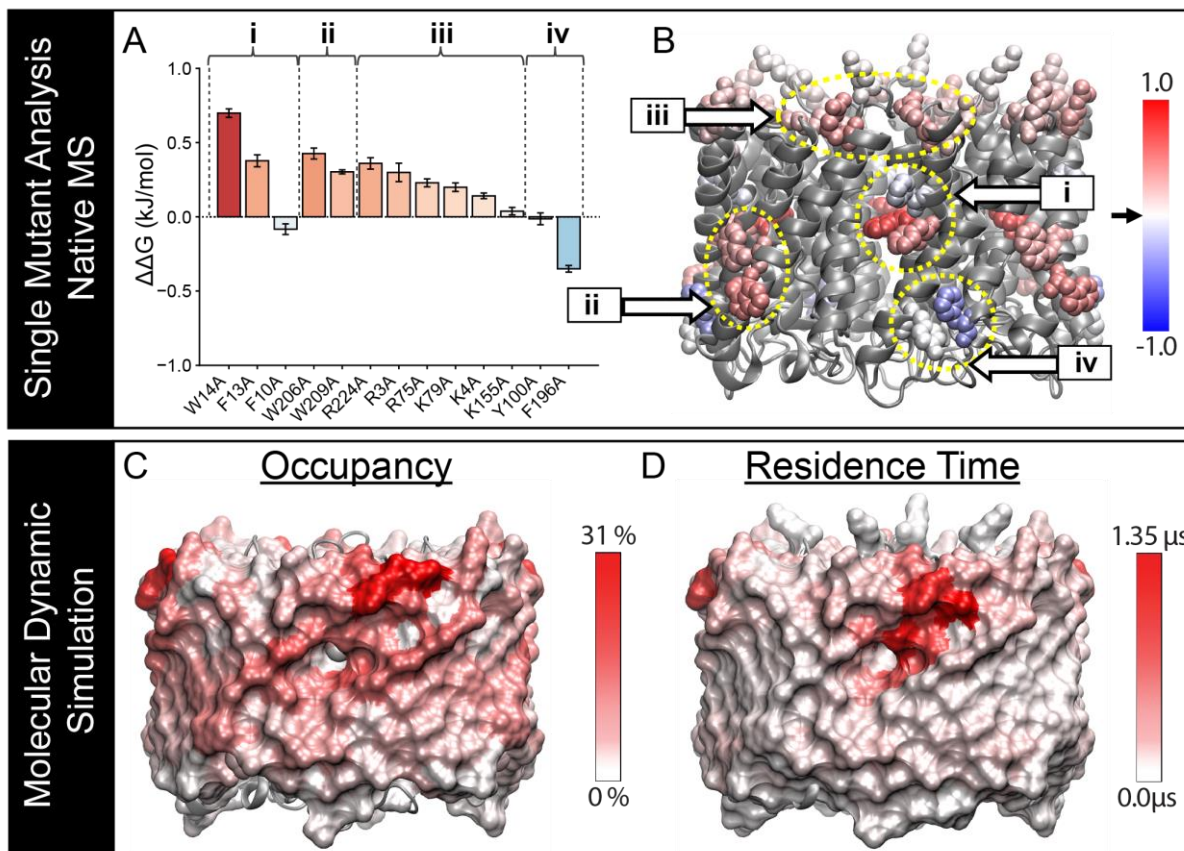 Single Mutant Analysis
Native MS
A
i
ii
iii
iv
ΔΔG (kJ/mol)
1.0
0.5
0.0
−0.5
−1.0
W14A
F13A
F10A
W206A
W209A
R224A
R3A
R75A
K79A
K4A
K155A
Y100A
F196A
B
iii
i
ii
iv
1.0
-1.0
Molecular Dynamic
Simulation
C
Occupancy
31 %
0 %
D
Residence Time
1.35 µs
0.0µs